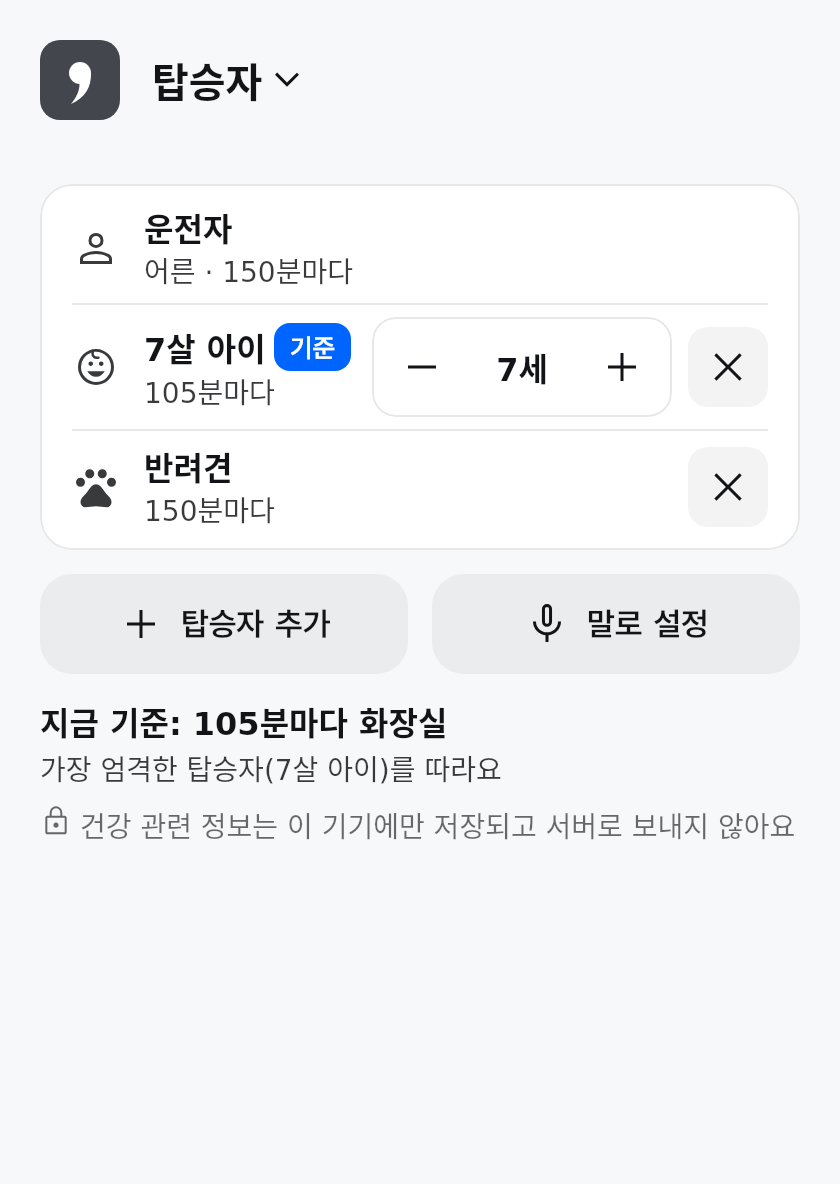 탑승자
운전자
어른 · 150분마다
7살 아이 기준
105분마다
7세
반려견
150분마다
탑승자 추가
말로 설정
지금 기준: 105분마다 화장실
가장 엄격한 탑승자(7살 아이)를 따라요
건강 관련 정보는 이 기기에만 저장되고 서버로 보내지 않아요